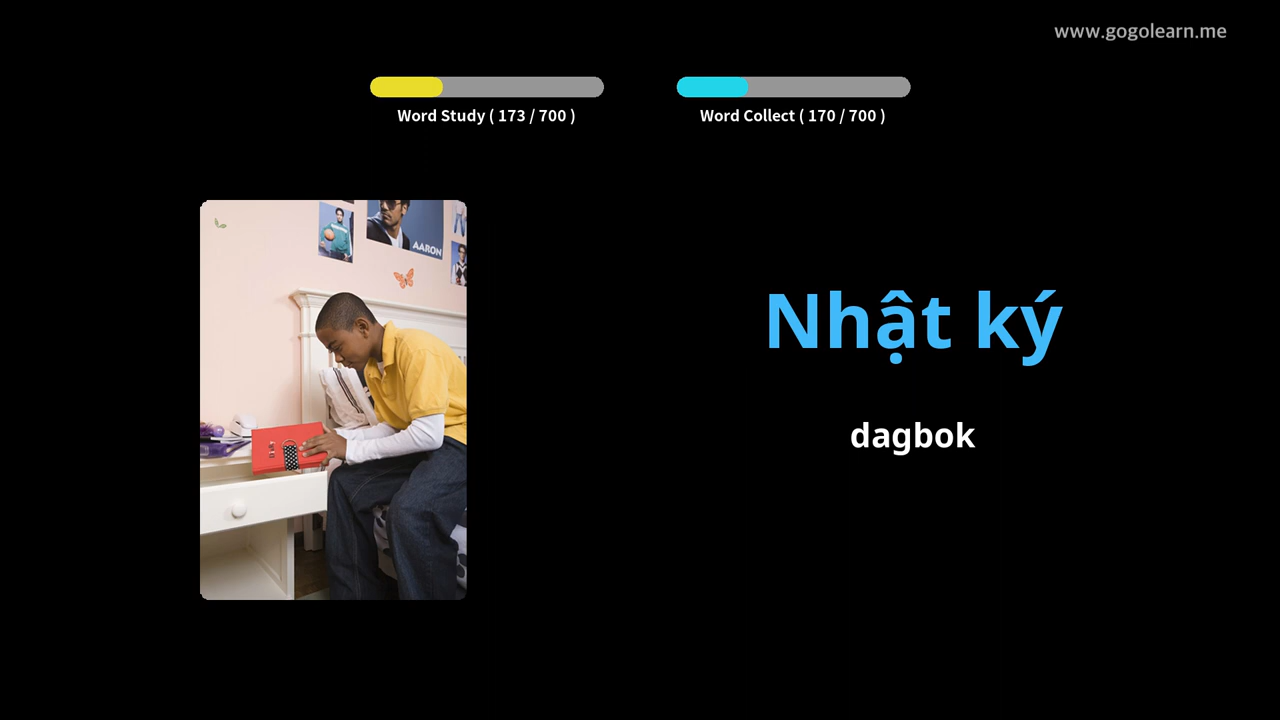 www.gogolearn.me
Word Study ( 173 / 700 )
Word Collect ( 170 / 700 )
AARON
Nhật ký
dagbok